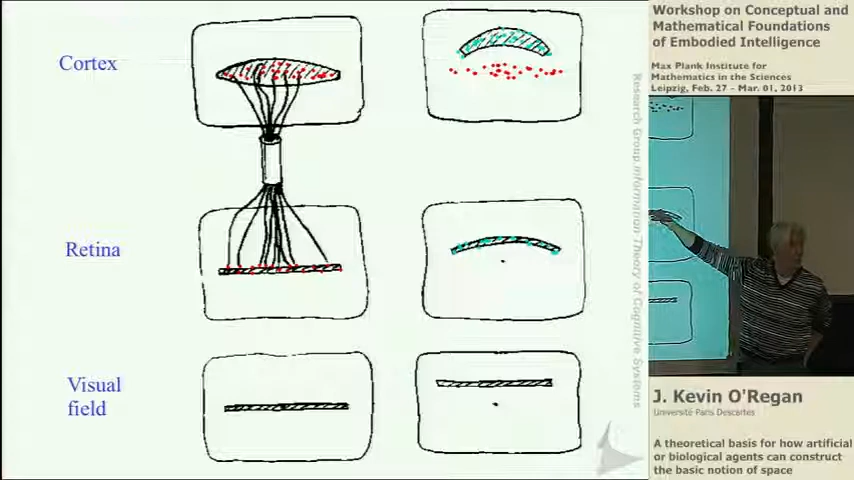 Cortex
Retina
Visual
field
Research Group Information Theory of Cognitive Systems
Workshop on Conceptual and
Mathematical Foundations
of Embodied Intelligence
Max Plank Institute for
Mathematics in the Sciences
Leipzig, Feb. 27 - Mar. 01, 2013
J. Kevin O'Regan
Université Paris Descartes
A theoretical basis for how artificial
or biological agents can construct
the basic notion of space